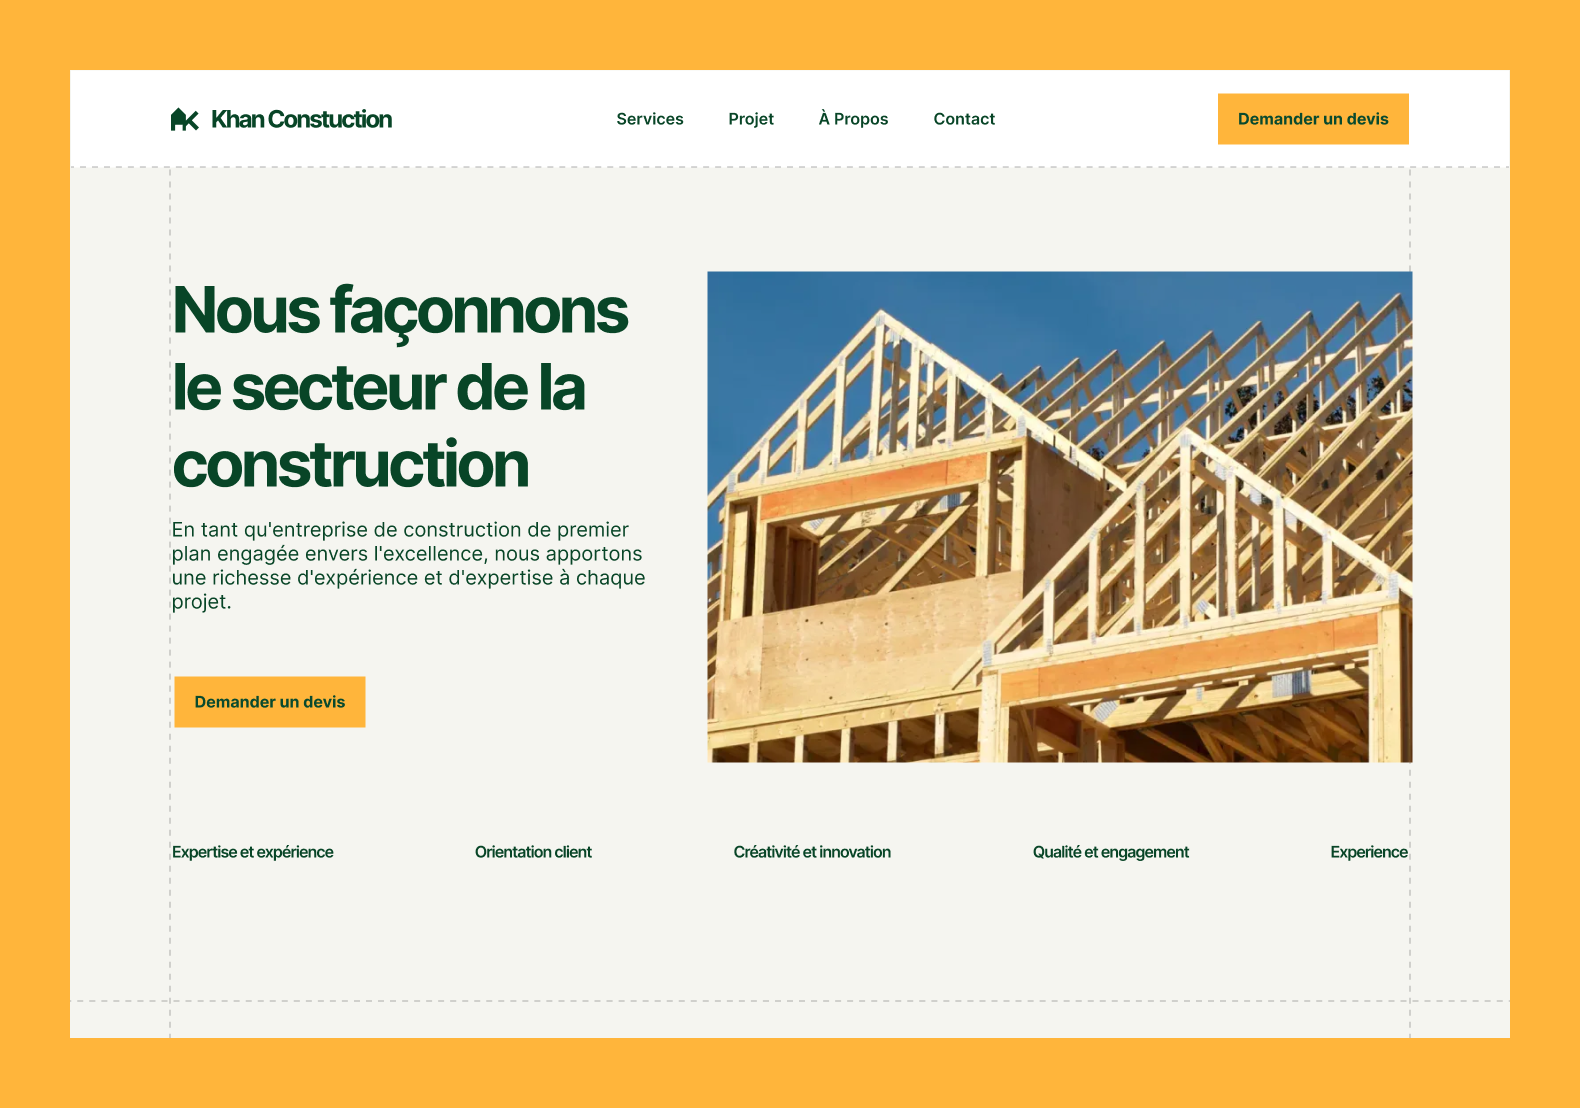 Khan Constuction
Services
Projet
À Propos
Contact
Demander un devis
Nous façonnons
le secteur de la
construction
En tant qu'entreprise de construction de premier
plan engagée envers l'excellence, nous apportons
une richesse d'expérience et d'expertise à chaque
projet.
Demander un devis
Expertise et expérience
Orientation client
Créativité et innovation
Qualité et engagement
Experience